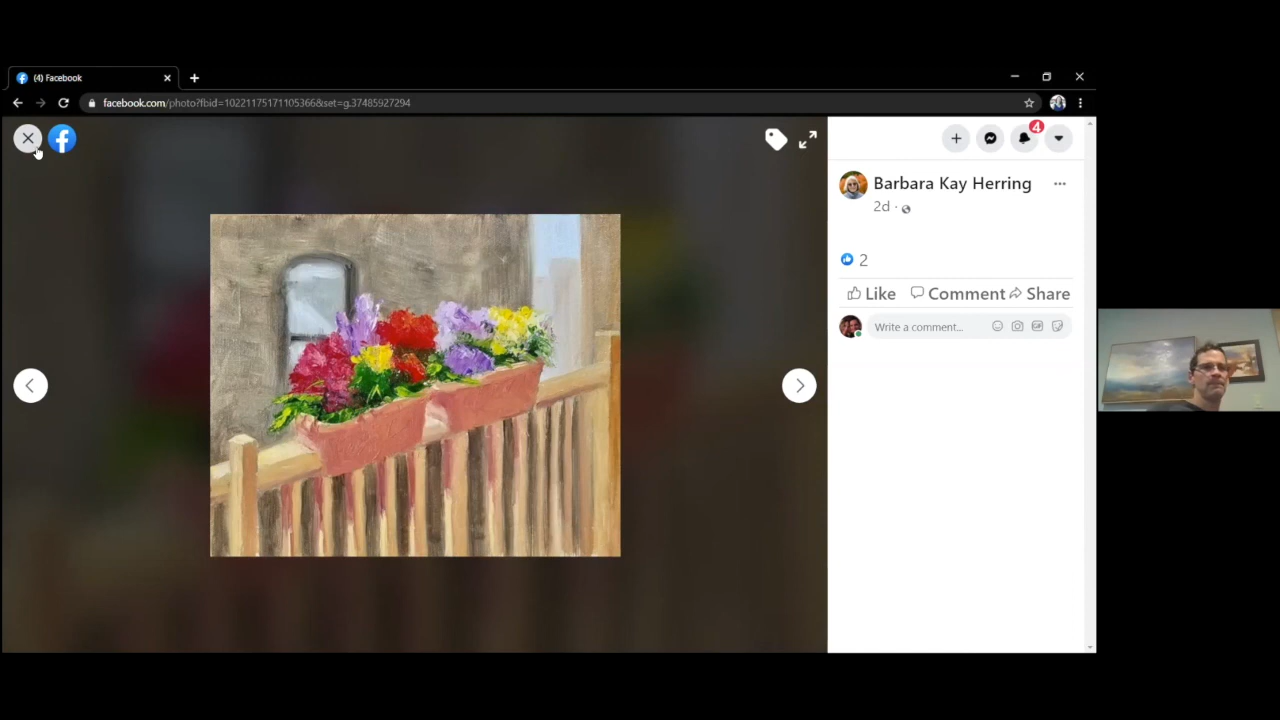 (4) Facebook
facebook.com/photo?fbid=10221175171105366&set=g.37485927294
4
Barbara Kay Herring
2d ·
2
Like Comment Share
Write a comment...